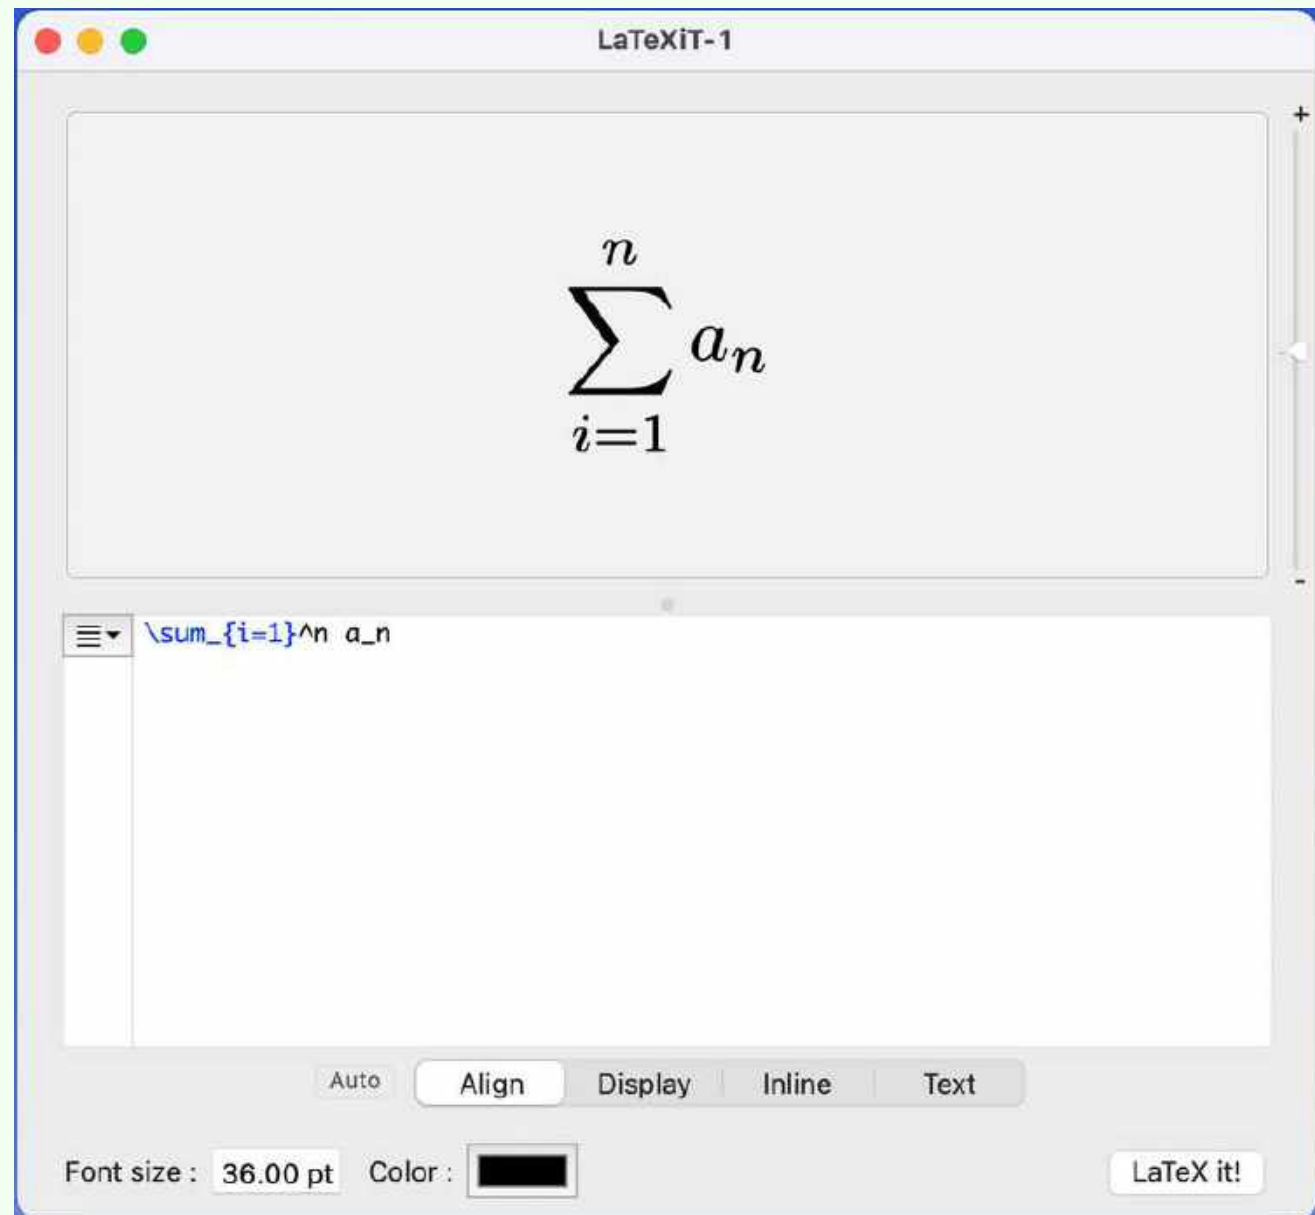 LaTeXiT-1
+
n
∑ aₙ
i=1
-
\sum_{i=1}^n a_n
Auto Align Display Inline Text
Font size : 36.00 pt Color : LaTeX it!